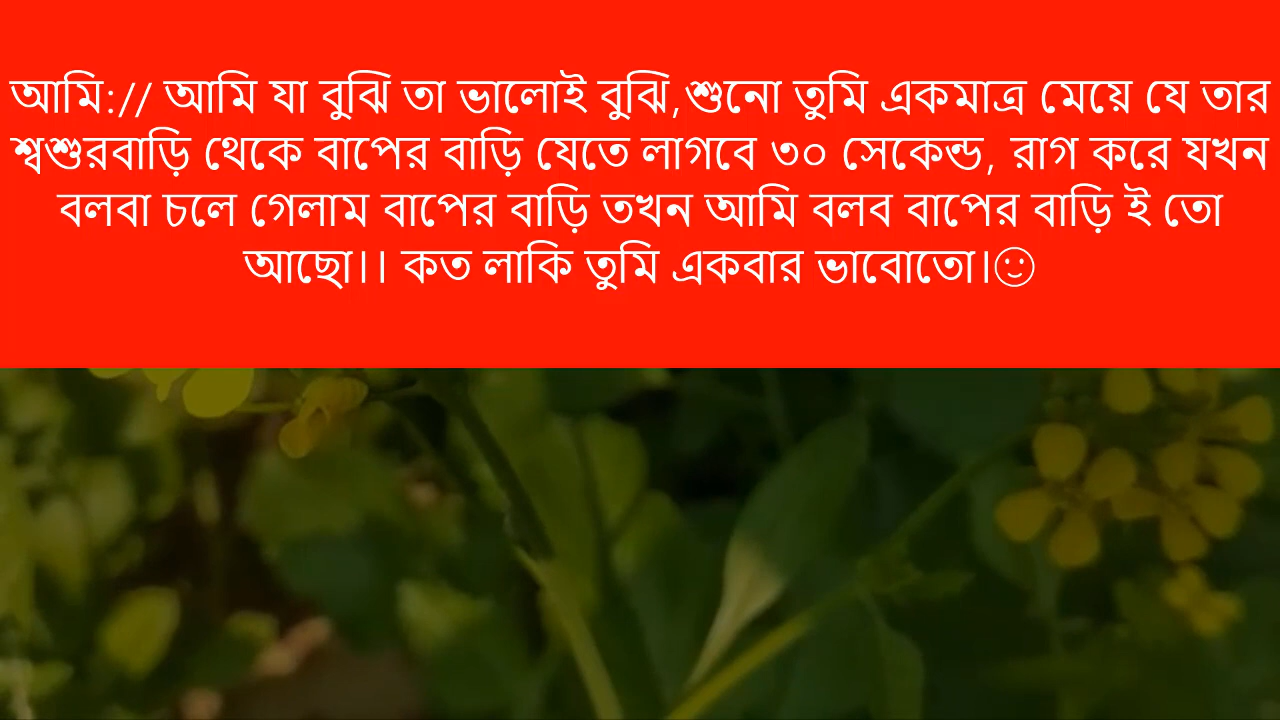 আমি:// আমি যা বুঝি তা ভালোই বুঝি,শুনো তুমি একমাত্র মেয়ে যে তার
শ্বশুরবাড়ি থেকে বাপের বাড়ি যেতে লাগবে ৩০ সেকেন্ড, রাগ করে যখন
বলবা চলে গেলাম বাপের বাড়ি তখন আমি বলব বাপের বাড়ি ই তো
আছো।। কত লাকি তুমি একবার ভাবোতো।☺